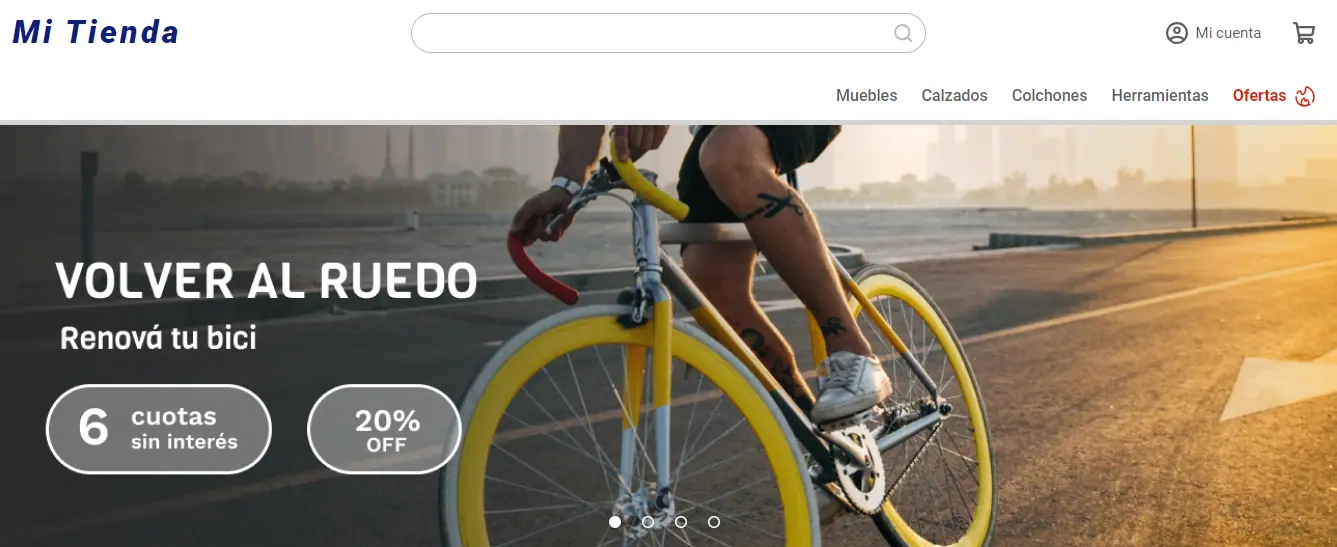 Mi Tienda
Mi cuenta
Muebles Calzados Colchones Herramientas Ofertas
VOLVER AL RUEDO
Renová tu bici
6 cuotas
sin interés
20%
OFF